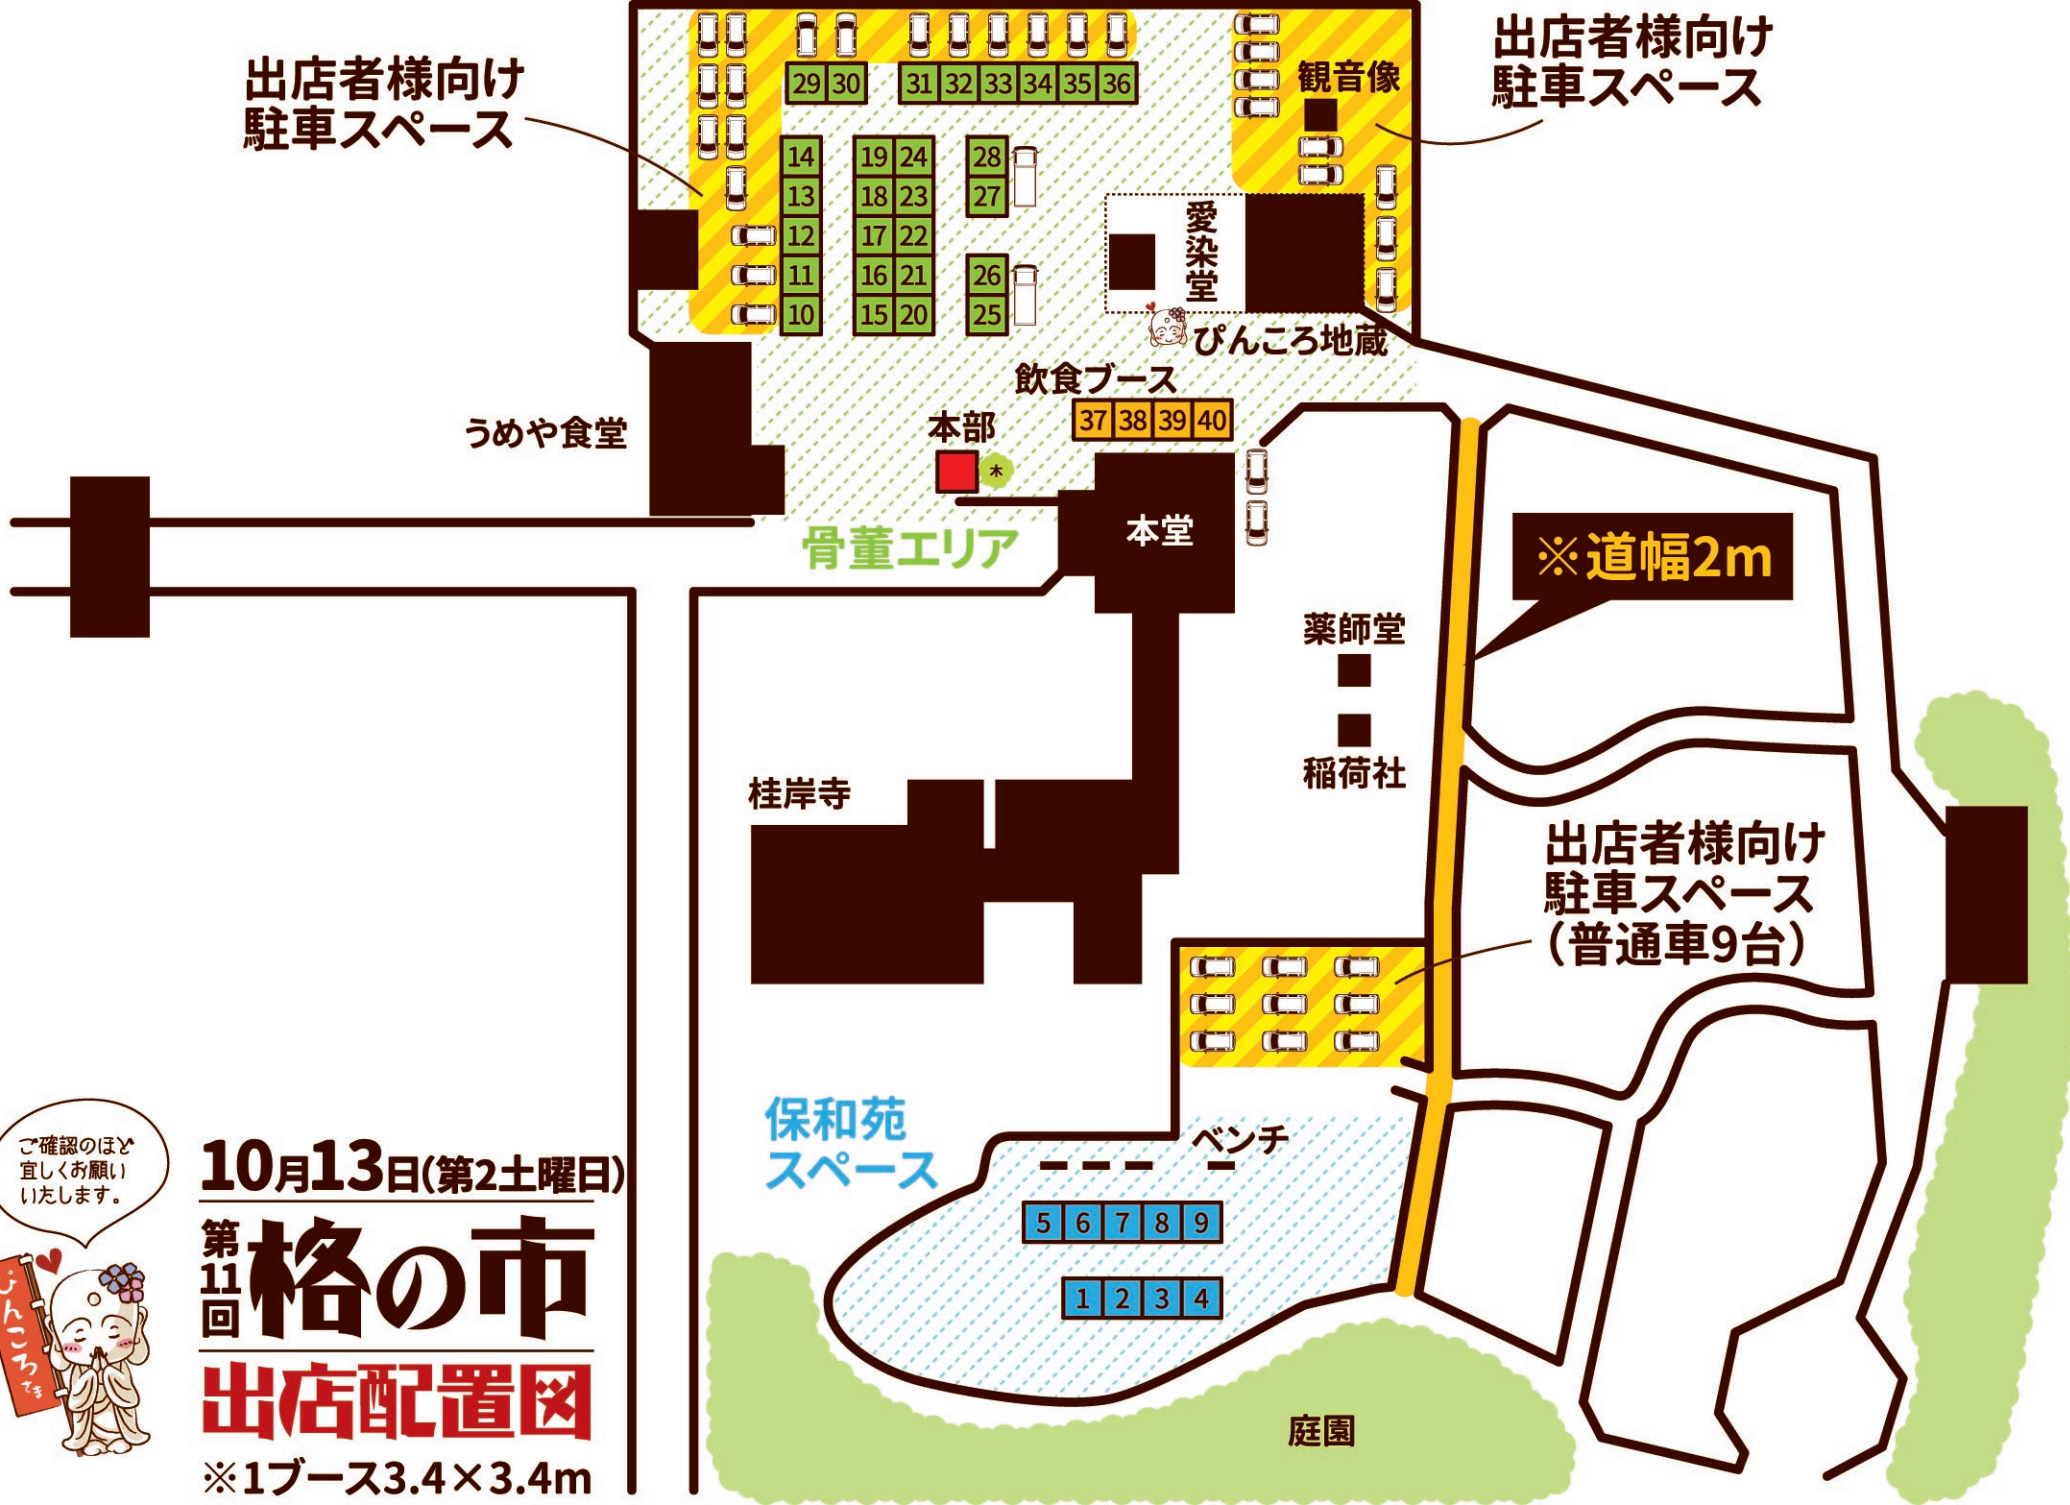 出店者様向け
駐車スペース
出店者様向け
駐車スペース
観音像
29 30 31 32 33 34 35 36
14 19 24 28
13 18 23 27
12 17 22
11 16 21 26
10 15 20 25
愛染堂
ぴんころ地蔵
飲食ブース
37 38 39 40
うめや食堂
本部
木
骨董エリア
本堂
※道幅2m
薬師堂
稲荷社
桂岸寺
出店者様向け
駐車スペース
（普通車9台）
保和苑
スペース
ベンチ
5 6 7 8 9
1 2 3 4
庭園
ご確認のほど
宜しくお願い
いたします。
ぴんころさま
10月13日(第2土曜日)
第11回
格の市
出店配置図
※1ブース3.4×3.4m